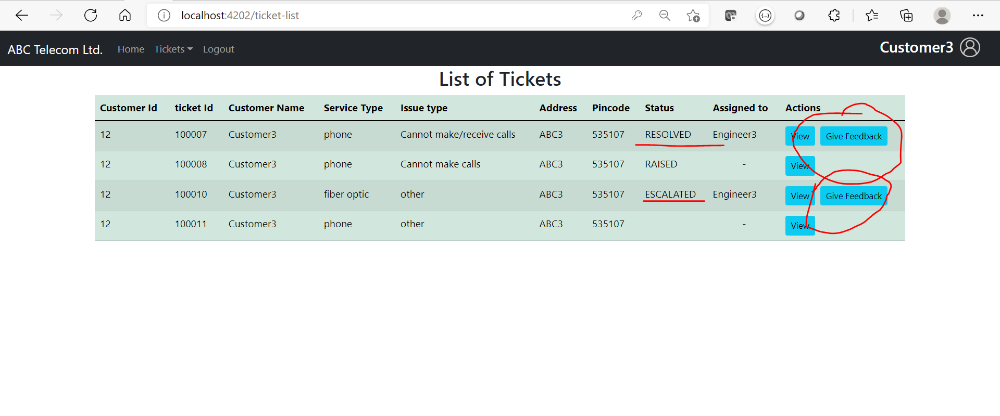 localhost:4202/ticket-list
ABC Telecom Ltd. Home Tickets Logout Customer3
List of Tickets
Customer Id ticket Id Customer Name Service Type Issue type Address Pincode Status Assigned to Actions
12 100007 Customer3 phone Cannot make/receive calls ABC3 535107 RESOLVED Engineer3 View Give Feedback
12 100008 Customer3 phone Cannot make calls ABC3 535107 RAISED - View
12 100010 Customer3 fiber optic other ABC3 535107 ESCALATED Engineer3 View Give Feedback
12 100011 Customer3 phone other ABC3 535107 - View